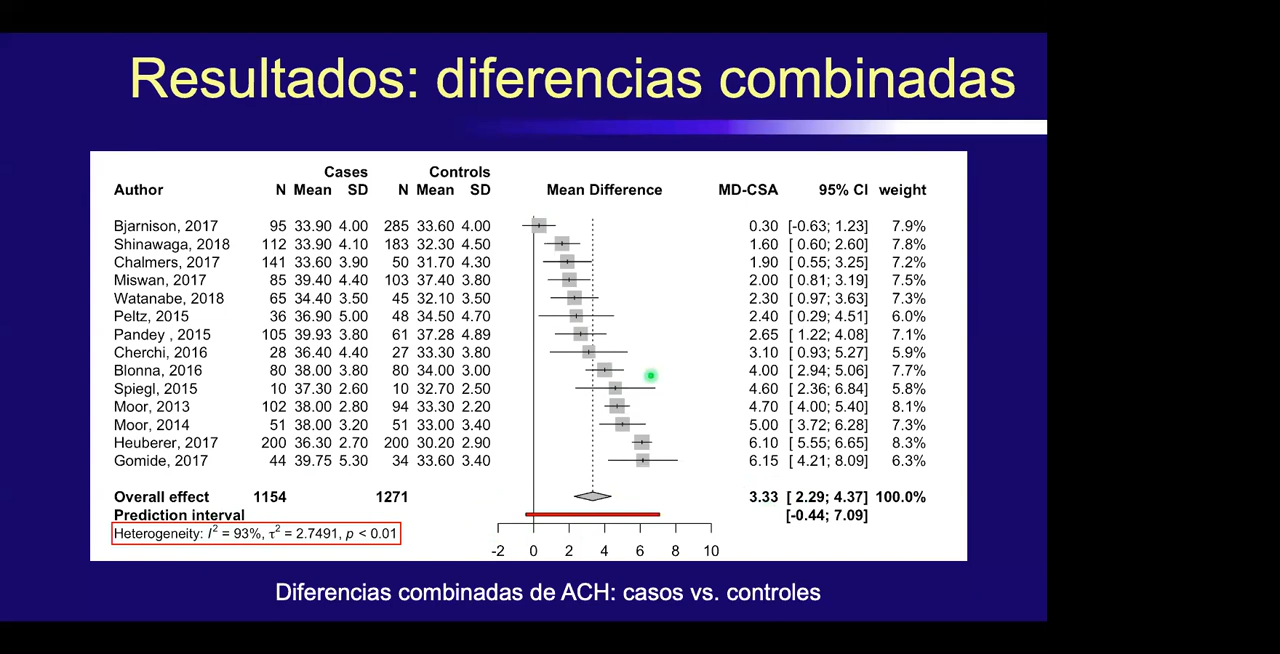 Resultados: diferencias combinadas
Cases Controls
Author N Mean SD N Mean SD Mean Difference MD-CSA 95% CI weight
Bjarnison, 2017 95 33.90 4.00 285 33.60 4.00 0.30 [-0.63; 1.23] 7.9%
Shinawaga, 2018 112 33.90 4.10 183 32.30 4.50 1.60 [ 0.60; 2.60] 7.8%
Chalmers, 2017 141 33.60 3.90 50 31.70 4.30 1.90 [ 0.55; 3.25] 7.2%
Miswan, 2017 85 39.40 4.40 103 37.40 3.80 2.00 [ 0.81; 3.19] 7.5%
Watanabe, 2018 65 34.40 3.50 45 32.10 3.50 2.30 [ 0.97; 3.63] 7.3%
Peltz, 2015 36 36.90 5.00 48 34.50 4.70 2.40 [ 0.29; 4.51] 6.0%
Pandey , 2015 105 39.93 3.80 61 37.28 4.89 2.65 [ 1.22; 4.08] 7.1%
Cherchi, 2016 28 36.40 4.40 27 33.30 3.80 3.10 [ 0.93; 5.27] 5.9%
Blonna, 2016 80 38.00 3.80 80 34.00 3.00 4.00 [ 2.94; 5.06] 7.7%
Spiegl, 2015 10 37.30 2.60 10 32.70 2.50 4.60 [ 2.36; 6.84] 5.8%
Moor, 2013 102 38.00 2.80 94 33.30 2.20 4.70 [ 4.00; 5.40] 8.1%
Moor, 2014 51 38.00 3.20 51 33.00 3.40 5.00 [ 3.72; 6.28] 7.3%
Heuberer, 2017 200 36.30 2.70 200 30.20 2.90 6.10 [ 5.55; 6.65] 8.3%
Gomide, 2017 44 39.75 5.30 34 33.60 3.40 6.15 [ 4.21; 8.09] 6.3%
Overall effect 1154 1271 3.33 [ 2.29; 4.37] 100.0%
Prediction interval [-0.44; 7.09]
Heterogeneity: I² = 93%, τ² = 2.7491, p < 0.01
-2 0 2 4 6 8 10
Diferencias combinadas de ACH: casos vs. controles